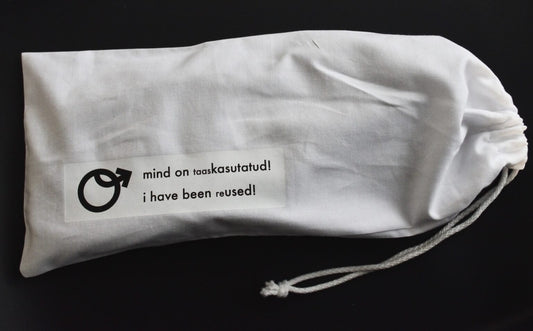 mind on taaskasutatud!
i have been reused!